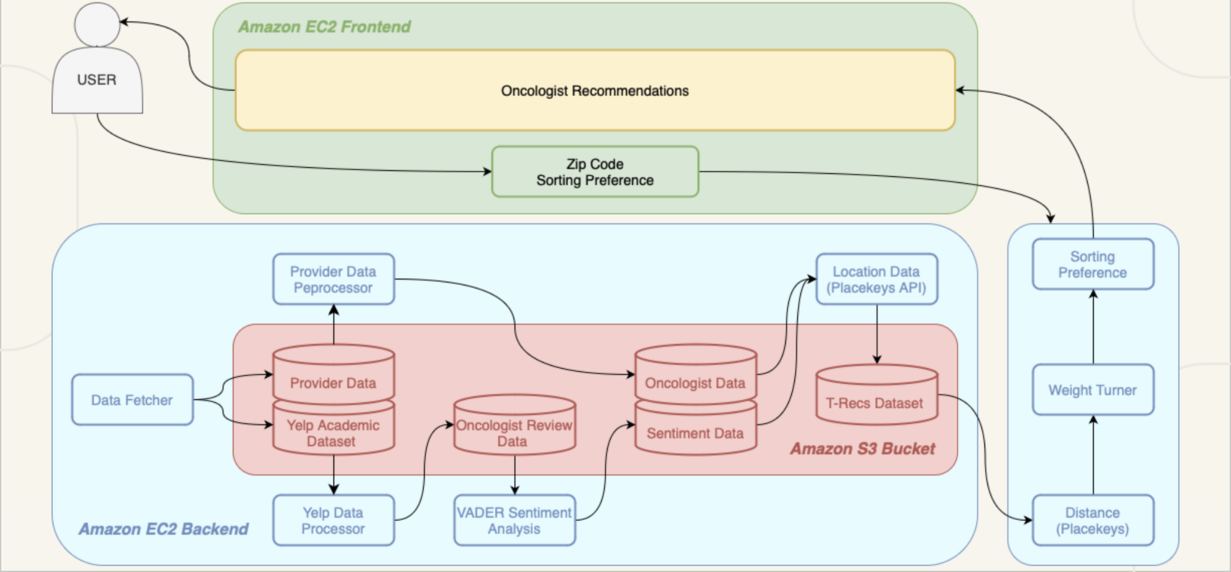 Amazon EC2 Frontend
USER
Oncologist Recommendations
Zip Code
Sorting Preference
Provider Data
Peprocessor
Location Data
(Placekeys API)
Sorting
Preference
Data Fetcher
Provider Data
Yelp Academic
Dataset
Oncologist Review
Data
Oncologist Data
Sentiment Data
T-Recs Dataset
Amazon S3 Bucket
Weight Turner
Amazon EC2 Backend
Yelp Data
Processor
VADER Sentiment
Analysis
Distance
(Placekeys)